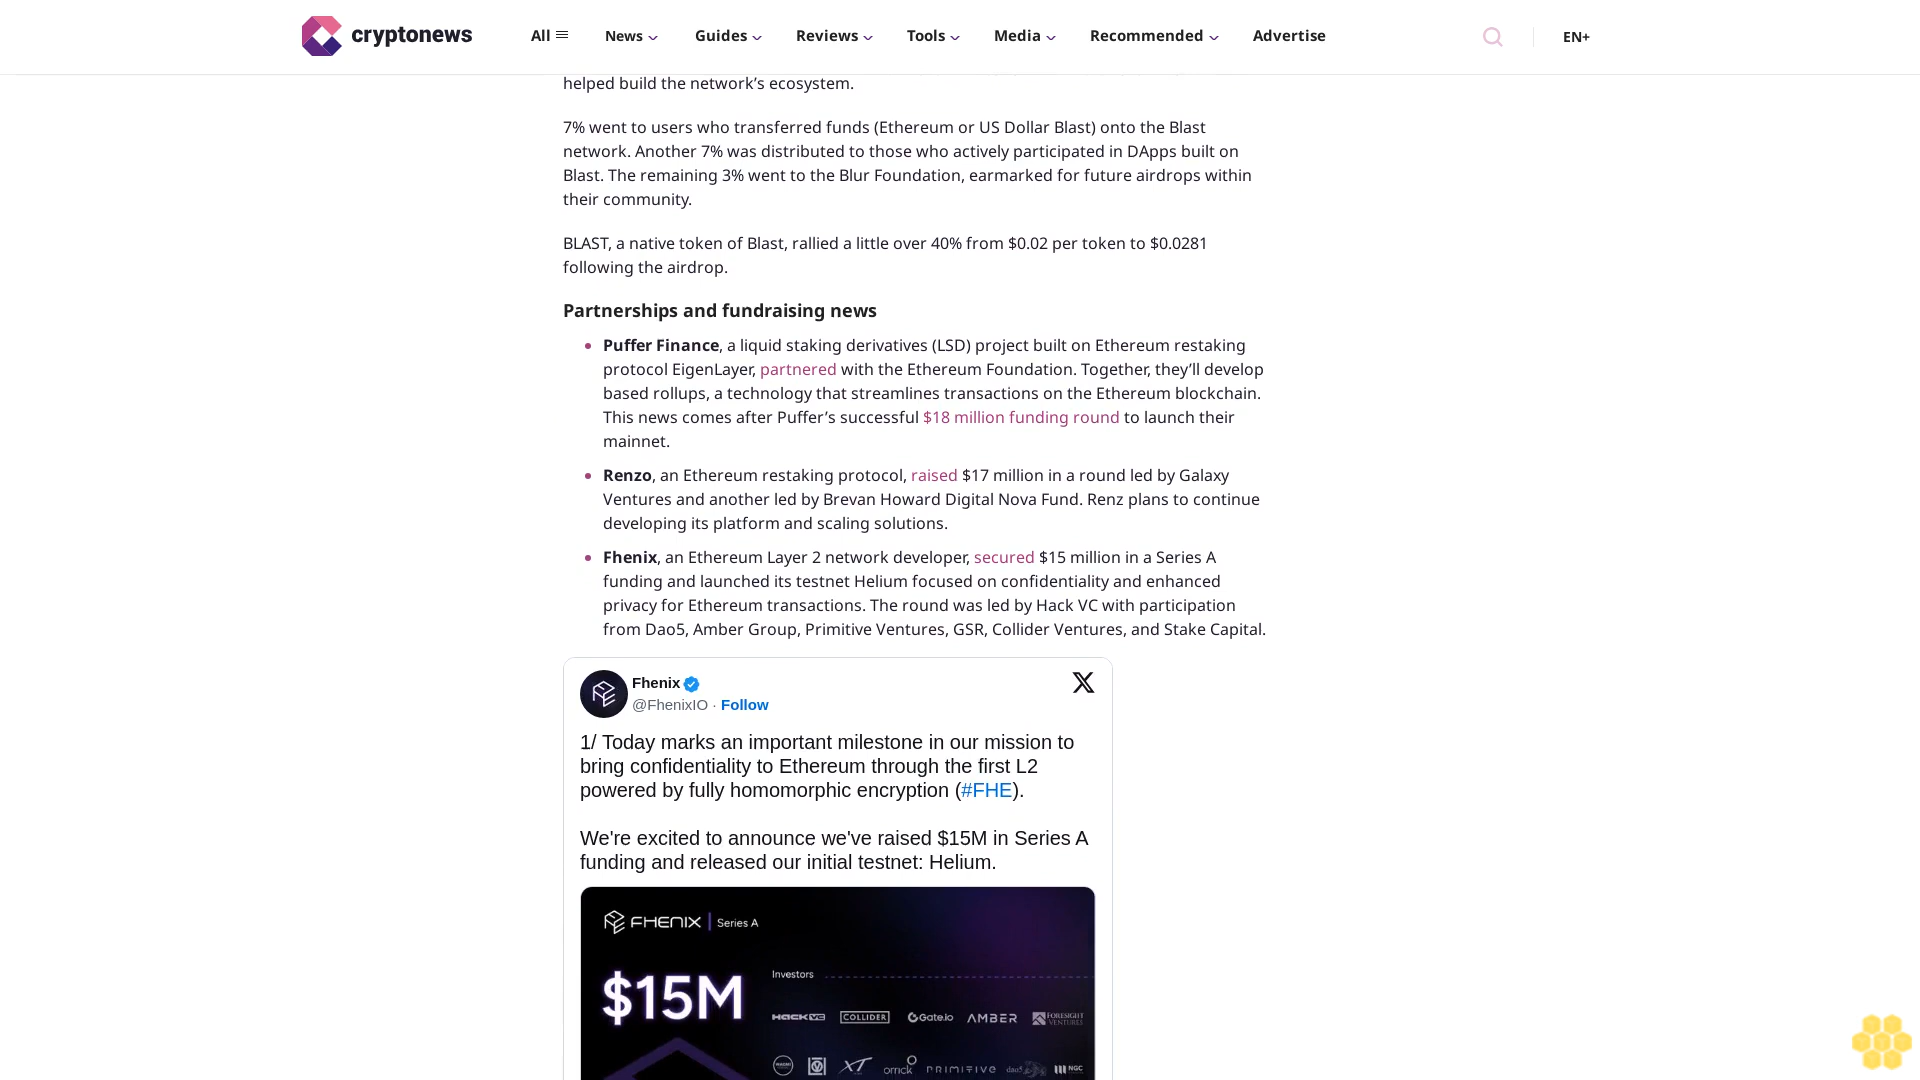 cryptonews
All
News
Guides
Reviews
Tools
Media
Recommended
Advertise
EN+
helped build the network’s ecosystem.
7% went to users who transferred funds (Ethereum or US Dollar Blast) onto the Blast
network. Another 7% was distributed to those who actively participated in DApps built on
Blast. The remaining 3% went to the Blur Foundation, earmarked for future airdrops within
their community.
BLAST, a native token of Blast, rallied a little over 40% from $0.02 per token to $0.0281
following the airdrop.
Partnerships and fundraising news
Puffer Finance, a liquid staking derivatives (LSD) project built on Ethereum restaking
protocol EigenLayer, partnered with the Ethereum Foundation. Together, they’ll develop
based rollups, a technology that streamlines transactions on the Ethereum blockchain.
This news comes after Puffer’s successful $18 million funding round to launch their
mainnet.
Renzo, an Ethereum restaking protocol, raised $17 million in a round led by Galaxy
Ventures and another led by Brevan Howard Digital Nova Fund. Renz plans to continue
developing its platform and scaling solutions.
Fhenix, an Ethereum Layer 2 network developer, secured $15 million in a Series A
funding and launched its testnet Helium focused on confidentiality and enhanced
privacy for Ethereum transactions. The round was led by Hack VC with participation
from Dao5, Amber Group, Primitive Ventures, GSR, Collider Ventures, and Stake Capital.
Fhenix
@FhenixIO · Follow
1/ Today marks an important milestone in our mission to
bring confidentiality to Ethereum through the first L2
powered by fully homomorphic encryption (#FHE).
We're excited to announce we've raised $15M in Series A
funding and released our initial testnet: Helium.
FHENIX | Series A
$15M
Investors
HACK VC
COLLIDER
Gate.io
AMBER
FORESIGHT
VENTURES
XT
orrick
PRIMITIVE
dao5
NGC